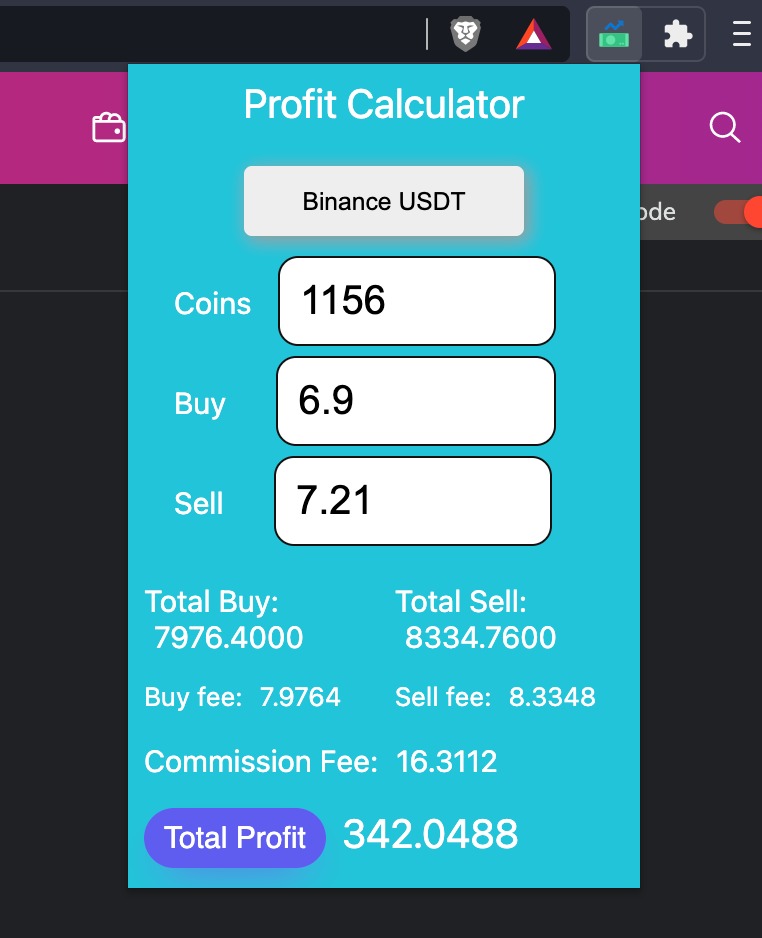 Profit Calculator
Binance USDT
ode
Coins 1156
Buy 6.9
Sell 7.21
Total Buy: Total Sell:
7976.4000 8334.7600
Buy fee: 7.9764 Sell fee: 8.3348
Commission Fee: 16.3112
Total Profit 342.0488